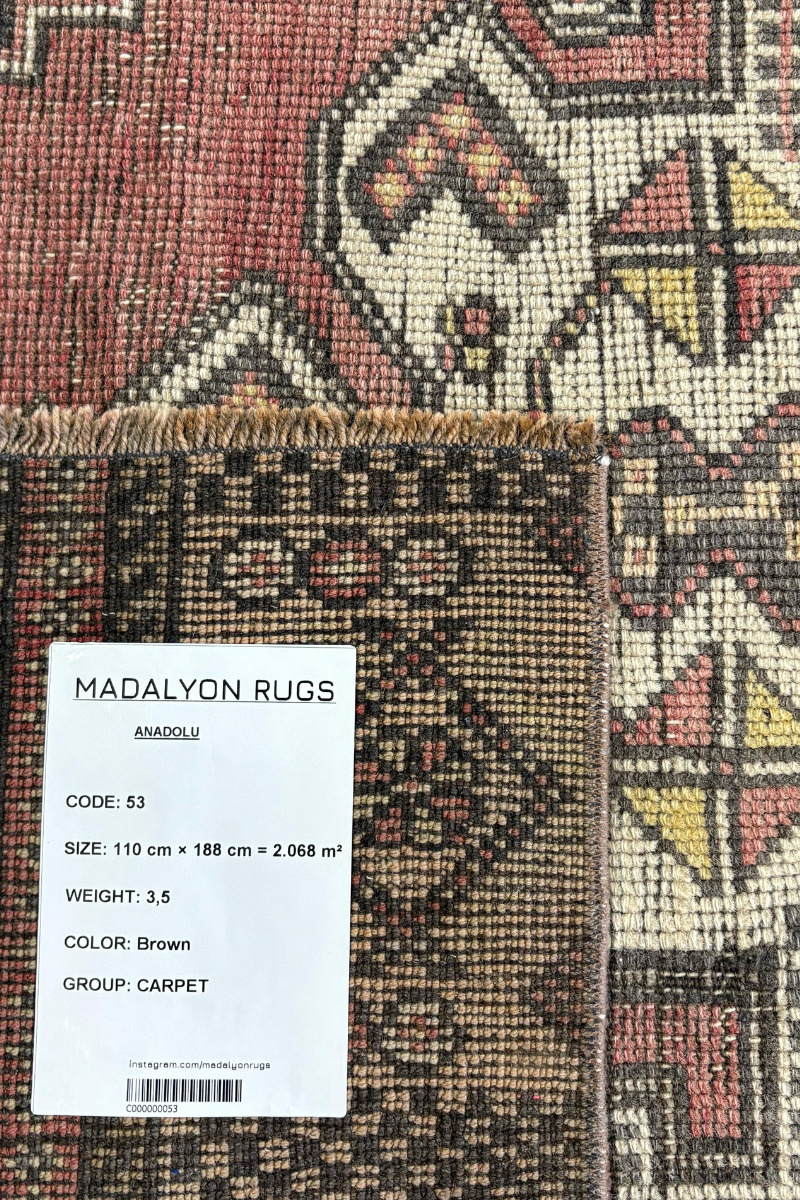 MADALYON RUGS
ANADOLU
CODE: 53
SIZE: 110 cm × 188 cm = 2.068 m²
WEIGHT: 3,5
COLOR: Brown
GROUP: CARPET
instagram.com/madalyonrugs
C000000053